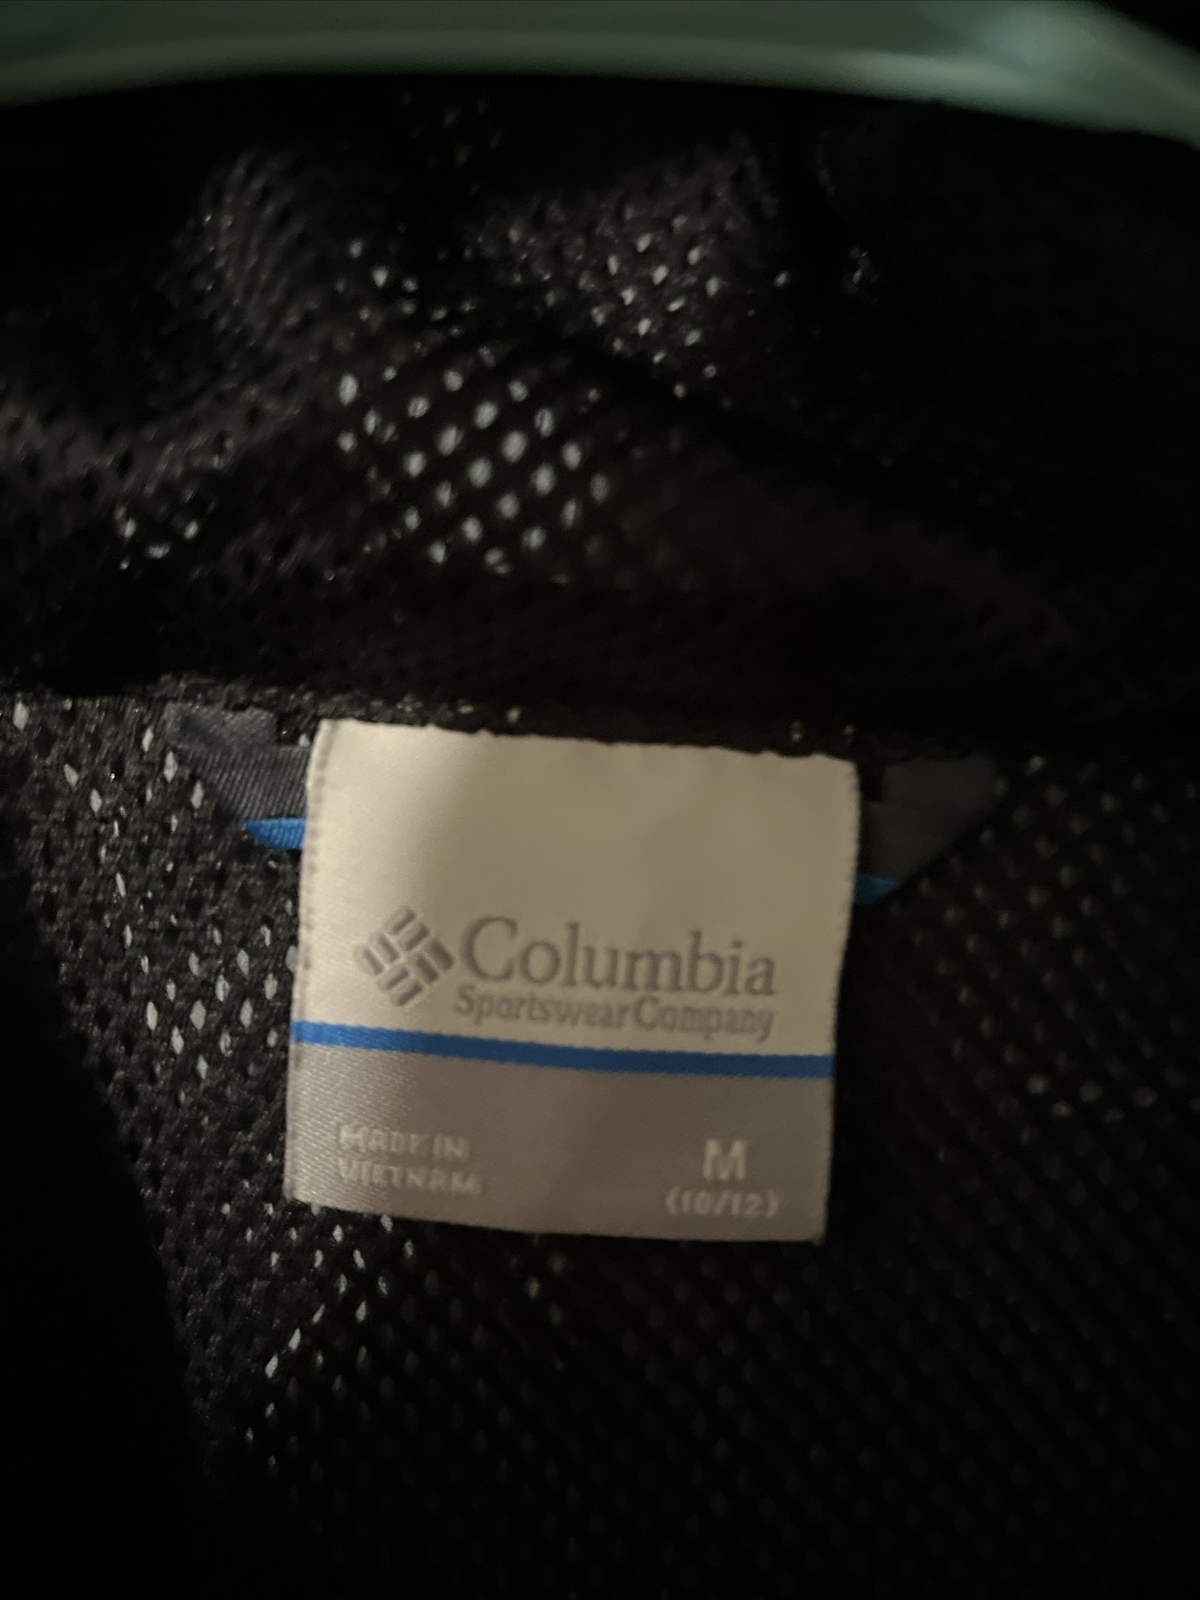 Columbia
Sportswear Company
MADE IN
VIETNAM
M
(10/12)